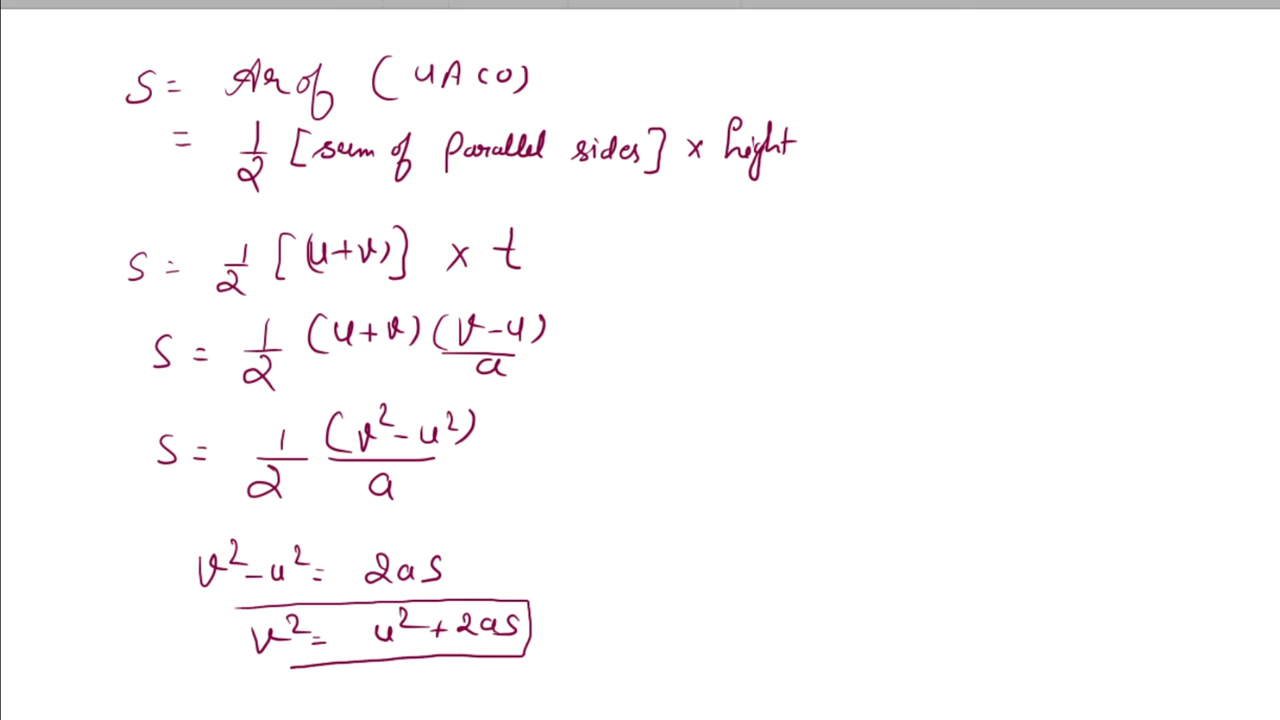 S = Ar of (uACO)
= 1/2 [sum of parallel sides] × hight
S = 1/2 [(u+v)] × t
S = 1/2 (u+v) (v-u)/a
S = 1/2 (v²-u²)/a
v²-u² = 2as
v² = u²+2as